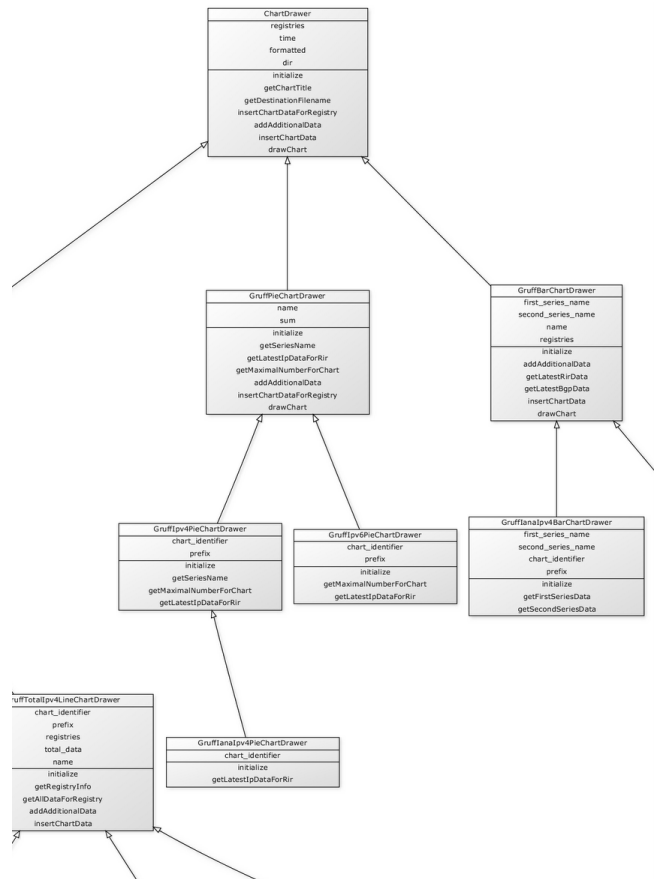 ChartDrawer
registries
time
formatted
dir
initialize
getChartTitle
getDestinationFilename
insertChartDataForRegistry
addAdditionalData
insertChartData
drawChart
GruffPieChartDrawer
name
sum
initialize
getSeriesName
getLatestIpDataForRir
getMaximalNumberForChart
addAdditionalData
insertChartDataForRegistry
drawChart
GruffBarChartDrawer
first_series_name
second_series_name
name
registries
initialize
addAdditionalData
getLatestRirData
getLatestBgpData
insertChartData
drawChart
GruffIpv4PieChartDrawer
chart_identifier
prefix
initialize
getSeriesName
getMaximalNumberForChart
getLatestIpDataForRir
GruffIpv6PieChartDrawer
chart_identifier
prefix
initialize
getMaximalNumberForChart
getLatestIpDataForRir
GruffIanaIpv4BarChartDrawer
first_series_name
second_series_name
chart_identifier
prefix
initialize
getFirstSeriesData
getSecondSeriesData
ruffTotalIpv4LineChartDrawer
chart_identifier
prefix
registries
total_data
name
initialize
getRegistryInfo
getAllDataForRegistry
addAdditionalData
insertChartData
GruffIanaIpv4PieChartDrawer
chart_identifier
initialize
getLatestIpDataForRir